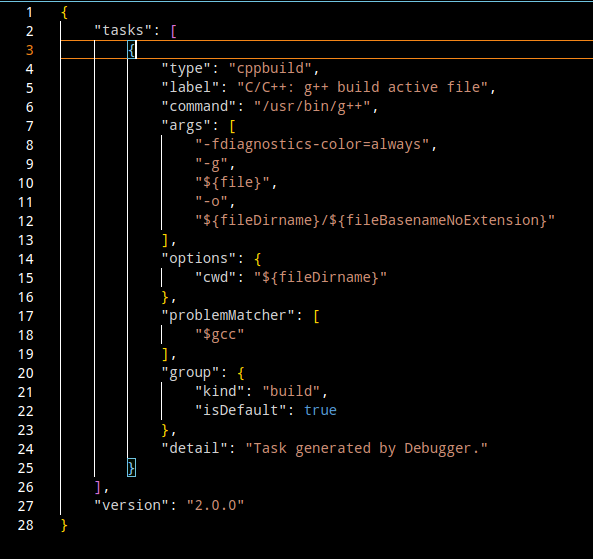 1 {
2     "tasks": [
3         {
4             "type": "cppbuild",
5             "label": "C/C++: g++ build active file",
6             "command": "/usr/bin/g++",
7             "args": [
8                 "-fdiagnostics-color=always",
9                 "-g",
10                 "${file}",
11                 "-o",
12                 "${fileDirname}/${fileBasenameNoExtension}"
13             ],
14             "options": {
15                 "cwd": "${fileDirname}"
16             },
17             "problemMatcher": [
18                 "$gcc"
19             ],
20             "group": {
21                 "kind": "build",
22                 "isDefault": true
23             },
24             "detail": "Task generated by Debugger."
25         }
26     ],
27     "version": "2.0.0"
28 }